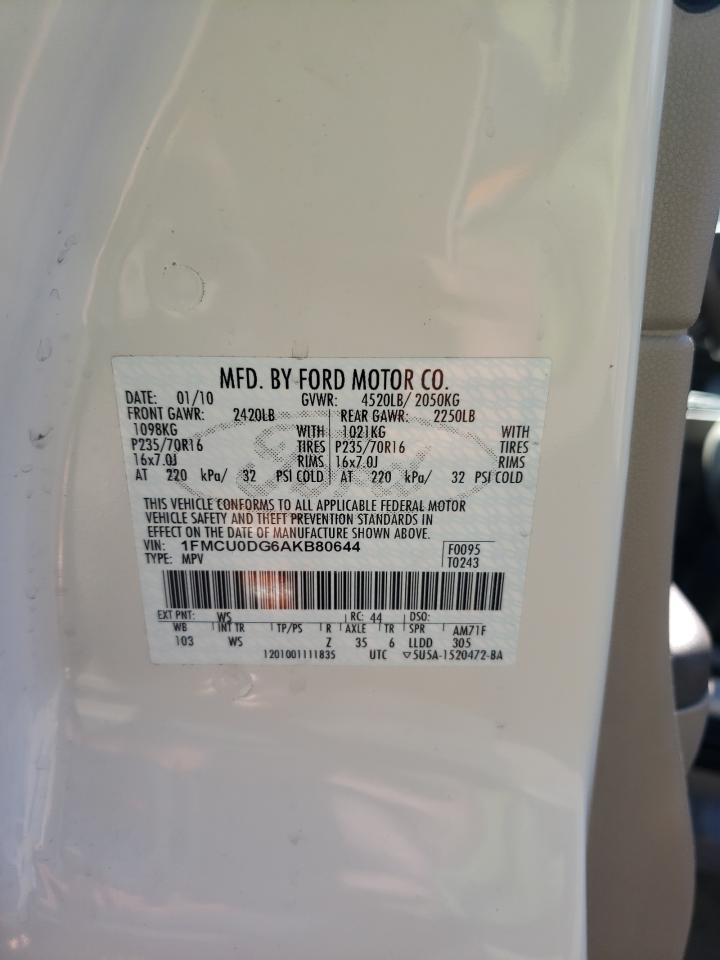 MFD. BY FORD MOTOR CO.
DATE: 01/10 GVWR: 4520LB/ 2050KG
FRONT GAWR: 2420LB REAR GAWR: 2250LB
1098KG WITH 1021KG WITH
P235/70R16 TIRES P235/70R16 TIRES
16x7.0J RIMS 16x7.0J RIMS
AT 220 kPa/ 32 PSI COLD AT 220 kPa/ 32 PSI COLD
THIS VEHICLE CONFORMS TO ALL APPLICABLE FEDERAL MOTOR
VEHICLE SAFETY AND THEFT PREVENTION STANDARDS IN
EFFECT ON THE DATE OF MANUFACTURE SHOWN ABOVE.
VIN: 1FMCU0DG6AKB80644 F0095
TYPE: MPV T0243
EXT PNT: WS RC: 44 DSO:
WB INT TR TP/PS R AXLE TR SPR AM71F
103 WS Z 35 6 LLDD 305
1201001111835 UTC ▽5U5A-1520472-BA